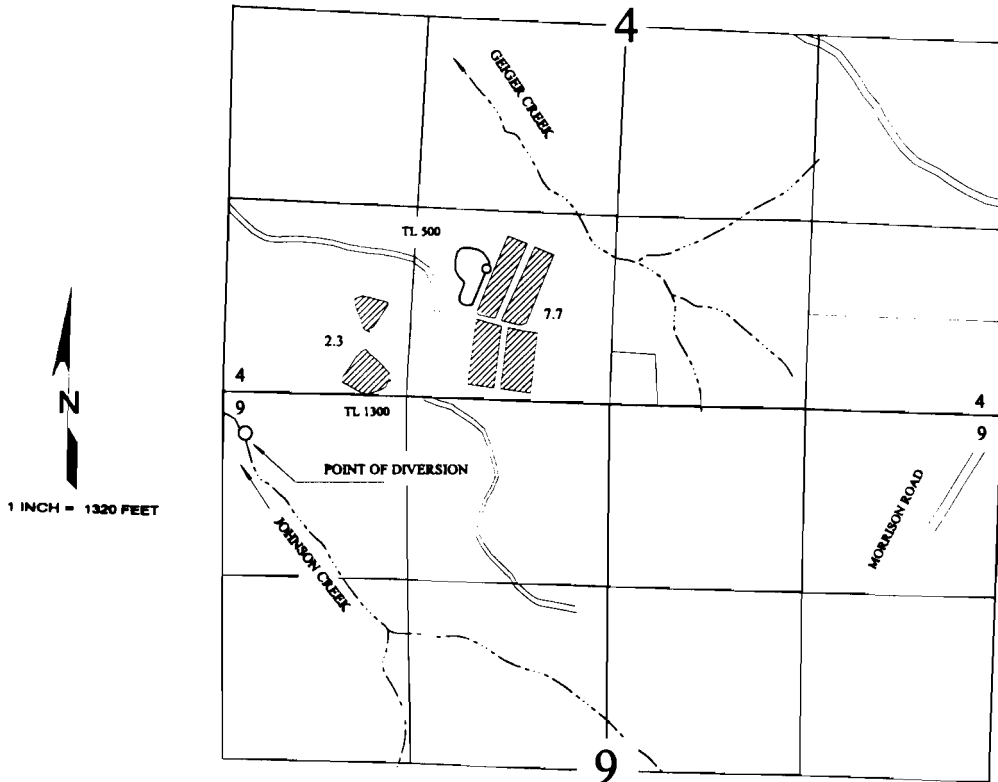 4
GEIGER CREEK
TL 500
7.7
2.3
4
4
N
9
TL 1300
9
POINT OF DIVERSION
1 INCH = 1320 FEET
MORRISON ROAD
JOHNSON CREEK
9